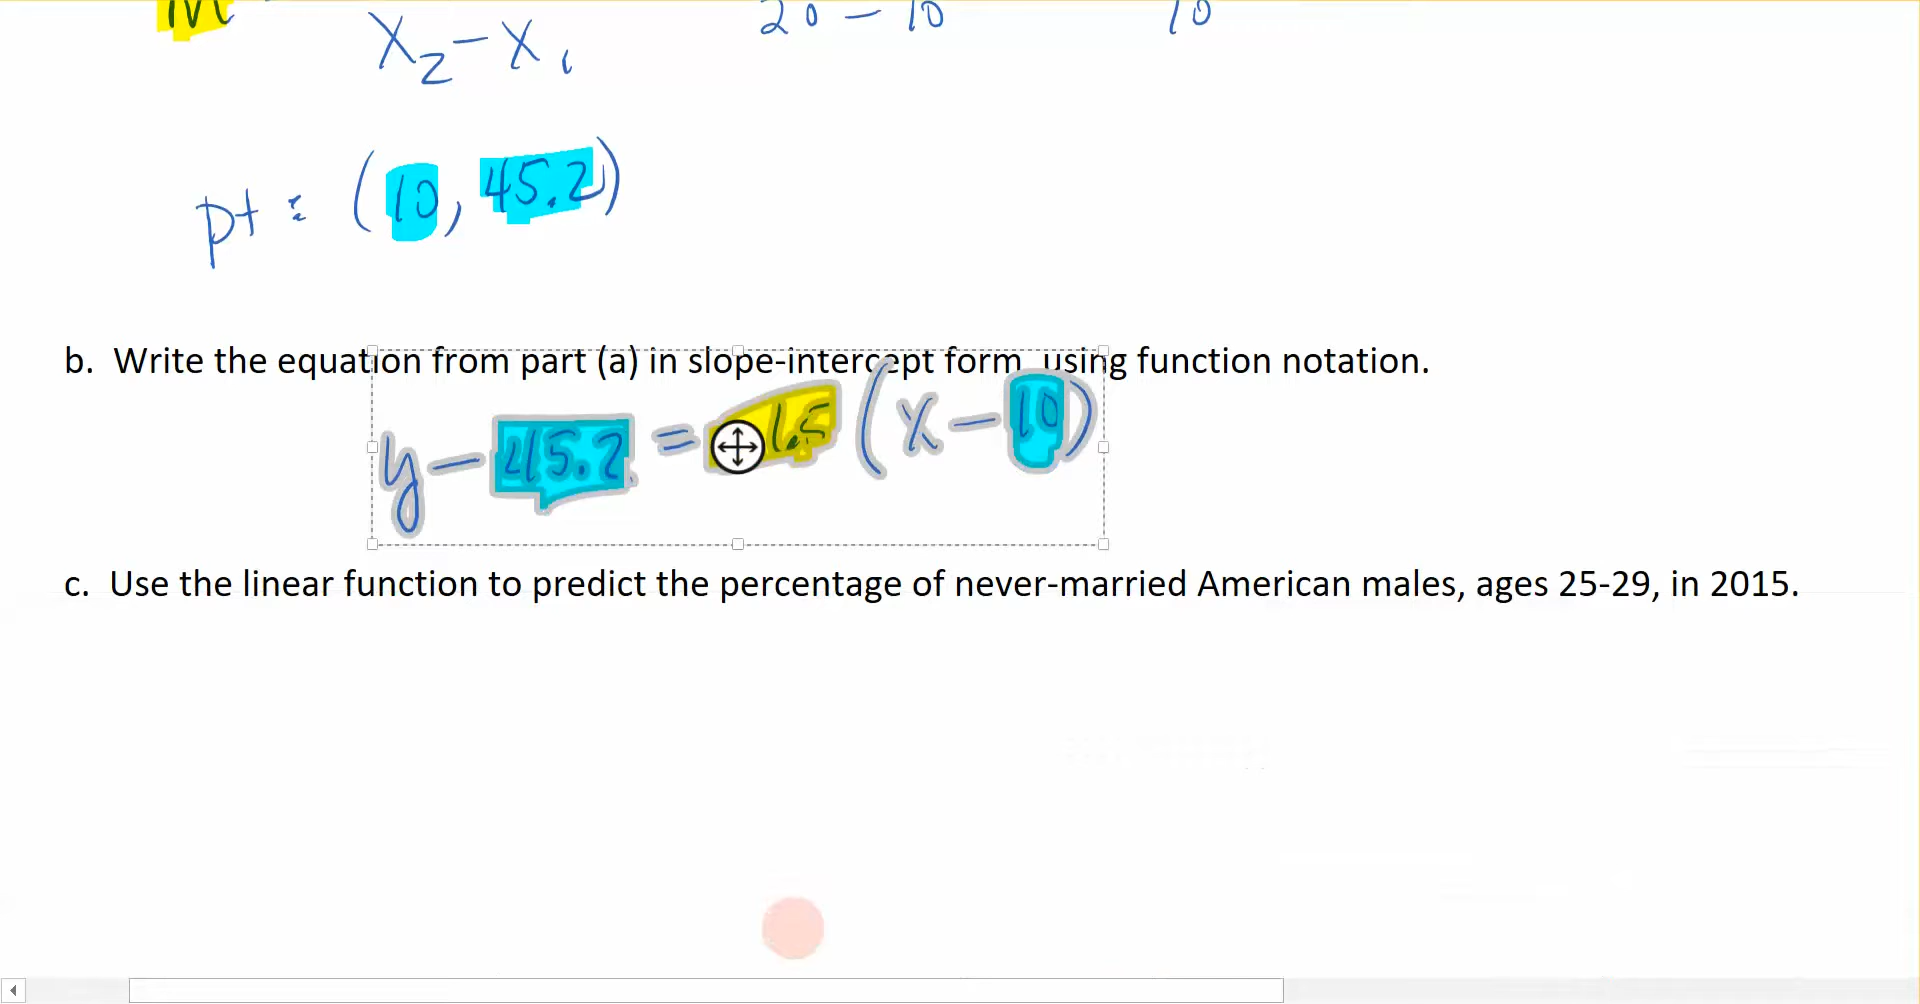 m
x₂ - x₁ 20 - 10 10
pt : (10, 45.2)
b. Write the equation from part (a) in slope-intercept form using function notation.
y - 45.2 = 1.5 (x - 10)
c. Use the linear function to predict the percentage of never-married American males, ages 25-29, in 2015.